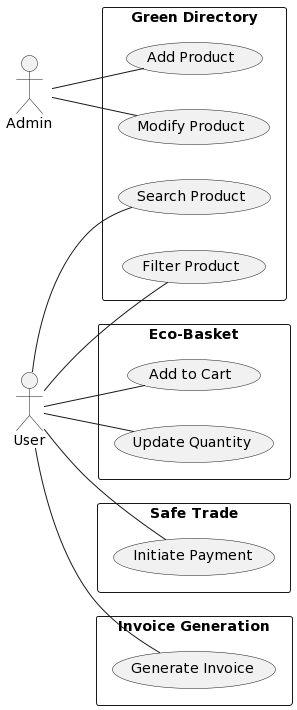 Green Directory
Add Product
Admin
Modify Product
Search Product
Filter Product
Eco-Basket
Add to Cart
User
Update Quantity
Safe Trade
Initiate Payment
Invoice Generation
Generate Invoice